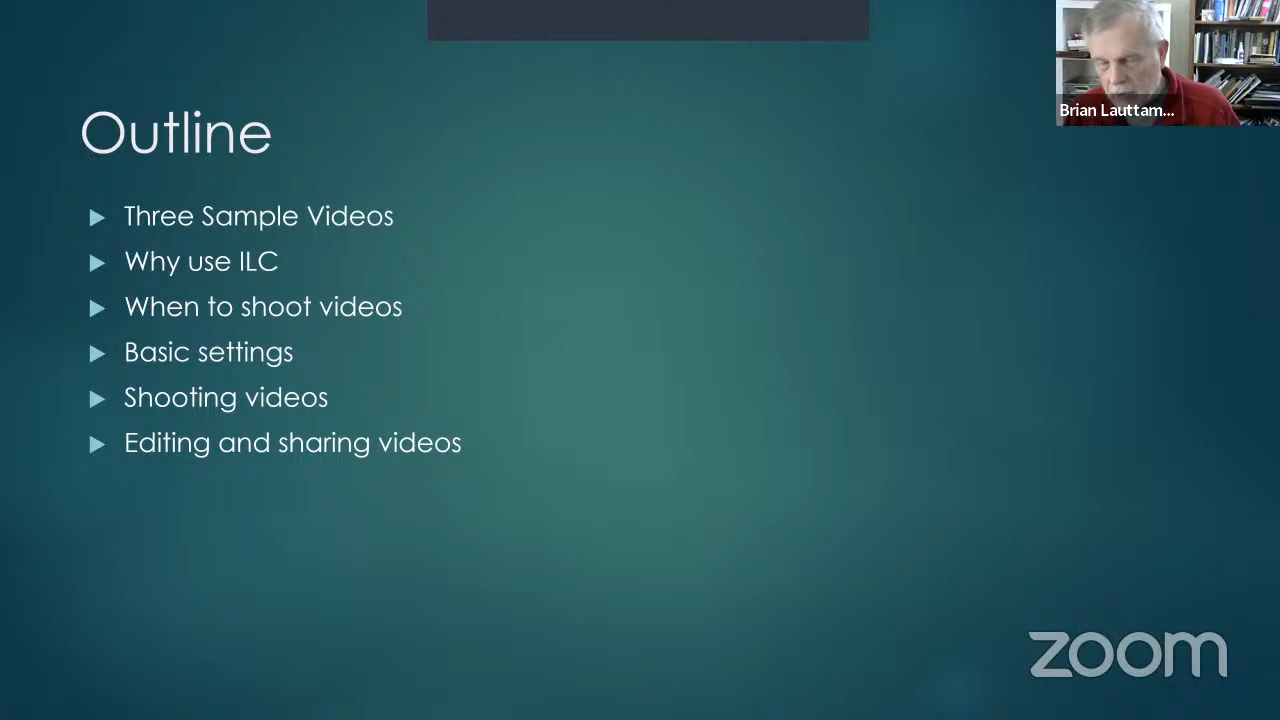 Outline
Three Sample Videos
Why use ILC
When to shoot videos
Basic settings
Shooting videos
Editing and sharing videos
Brian Lauttam...
zoom